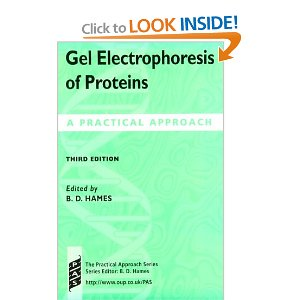 Click to LOOK INSIDE!
Gel Electrophoresis
of Proteins
A PRACTICAL APPROACH
THIRD EDITION
Edited by
B. D. HAMES
PAS
The Practical Approach Series
Series Editor: B. D. Hames
http://www.oup.co.uk/PAS